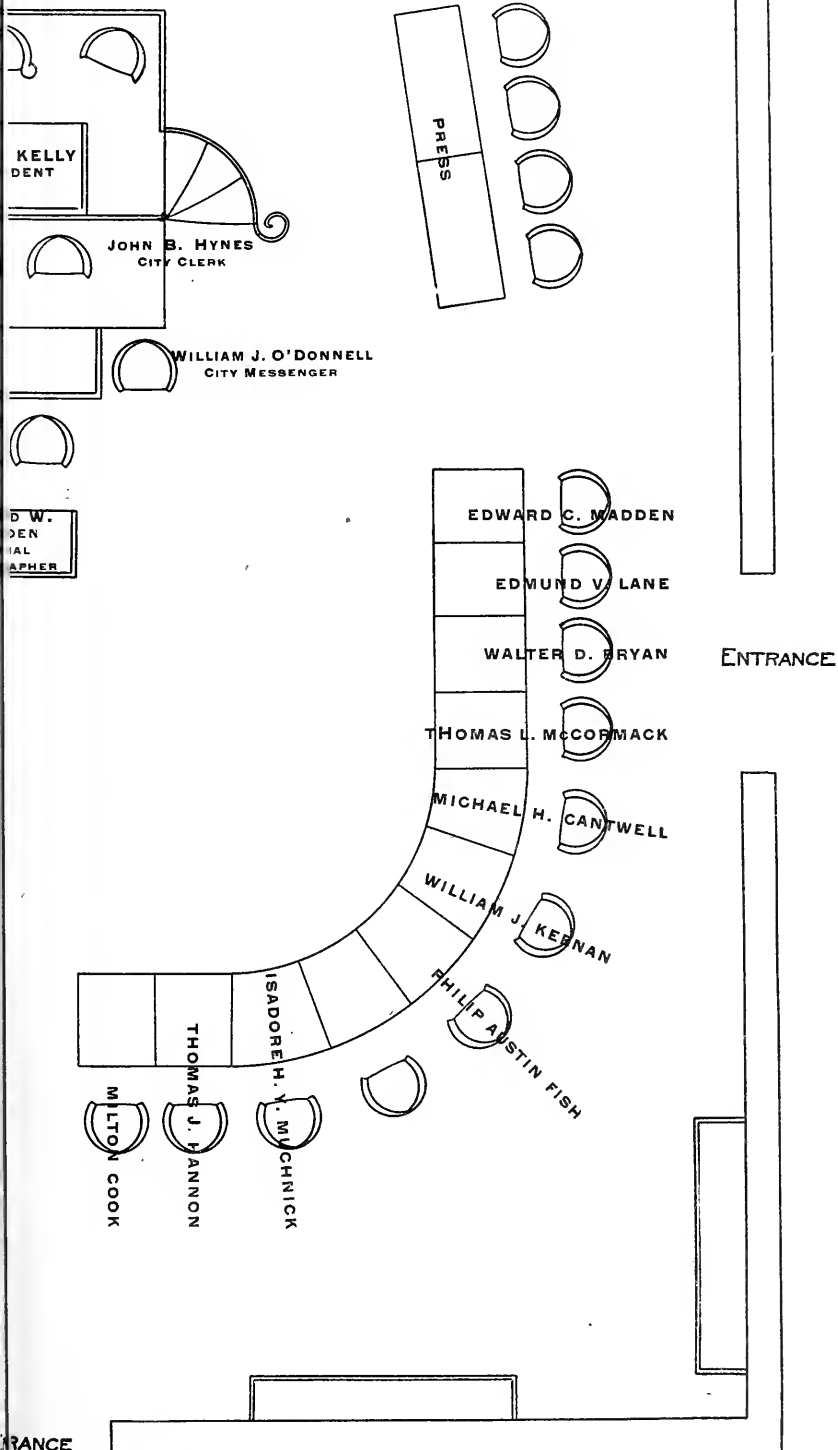 KELLY
DENT
PRESS
JOHN B. HYNES
CITY CLERK
WILLIAM J. O'DONNELL
CITY MESSENGER
D W.
DEN
IAL
APHER
EDWARD C. MADDEN
EDMUND V. LANE
WALTER D. BRYAN
ENTRANCE
THOMAS L. McCORMACK
MICHAEL H. CANTWELL
WILLIAM J. KEENAN
PHILIP AUSTIN FISH
ISADORE H. Y. MUCHNICK
THOMAS J. HANNON
MILTON COOK
RANCE